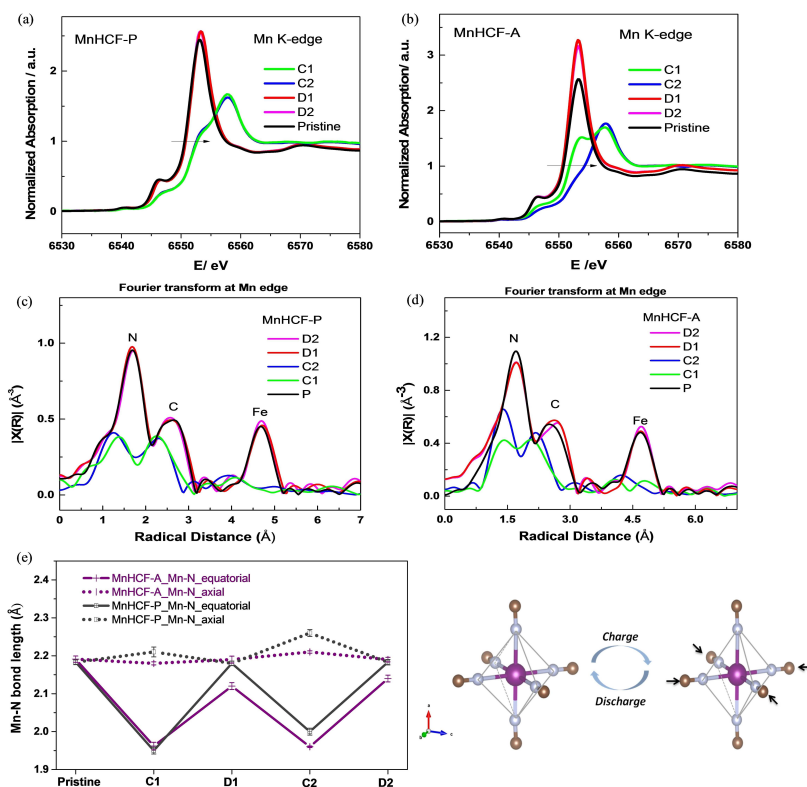 (a)
MnHCF-P
Mn K-edge
C1
C2
D1
D2
Pristine
Normalized Absorption/ a.u.
2
1
0
6530 6540 6550 6560 6570 6580
E/ eV
(b)
MnHCF-A
Mn K-edge
C1
C2
D1
D2
Pristine
Normalized Absorption/ a.u.
3
2
1
0
6530 6540 6550 6560 6570 6580
E /eV
Fourier transform at Mn edge
(c)
MnHCF-P
D2
D1
C2
C1
P
N
C
Fe
|X(R)| (Å⁻³)
1.0
0.5
0.0
0 1 2 3 4 5 6 7
Radical Distance (Å)
Fourier transform at Mn edge
(d)
MnHCF-A
D2
D1
C2
C1
P
N
C
Fe
|X(R)| (Å⁻³)
1.2
0.8
0.4
0.0
0.0 1.5 3.0 4.5 6.0
Radical Distance (Å)
(e)
MnHCF-A_Mn-N_equatorial
MnHCF-A_Mn-N_axial
MnHCF-P_Mn-N_equatorial
MnHCF-P_Mn-N_axial
Mn-N bond length (Å)
2.4
2.3
2.2
2.1
2.0
1.9
Pristine C1 D1 C2 D2
Charge
Discharge
a
b
c